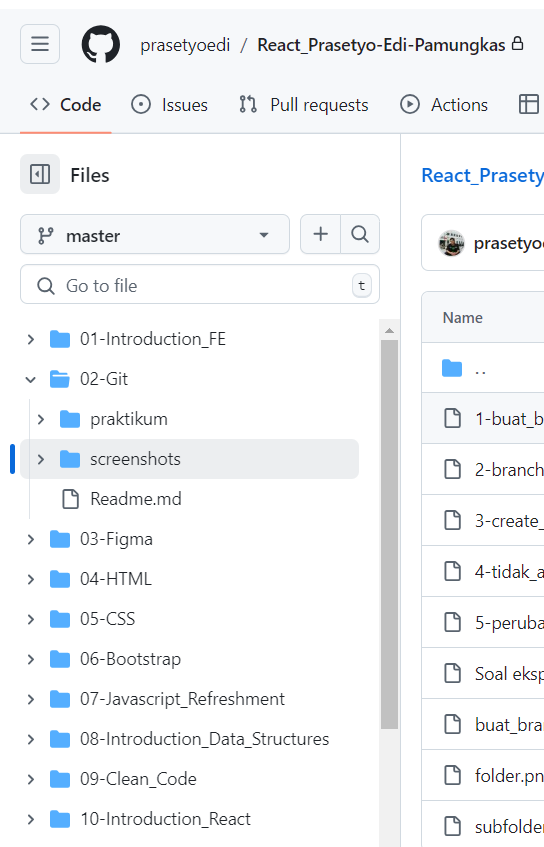 prasetyoedi / React_Prasetyo-Edi-Pamungkas
Code Issues Pull requests Actions
Files
master
Go to file t
01-Introduction_FE
02-Git
praktikum
screenshots
Readme.md
03-Figma
04-HTML
05-CSS
06-Bootstrap
07-Javascript_Refreshment
08-Introduction_Data_Structures
09-Clean_Code
10-Introduction_React
React_Prasety
prasetyo
Name
..
1-buat_b
2-branch
3-create_
4-tidak_a
5-peruba
Soal eksp
buat_bra
folder.pn
subfolde